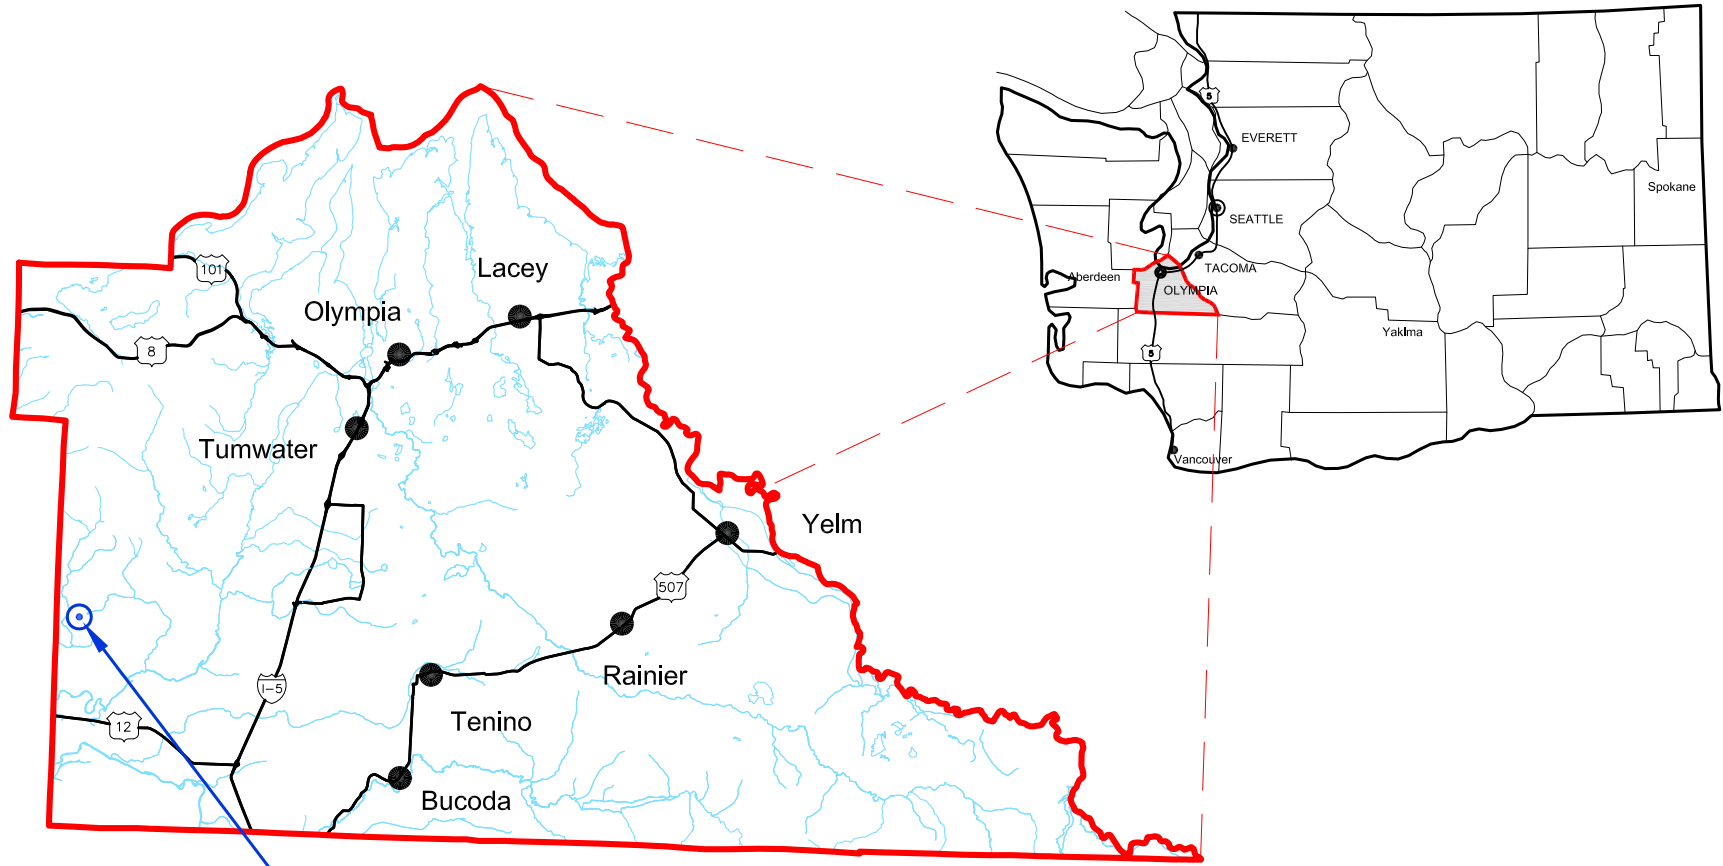 101
8
Lacey
Olympia
Tumwater
Yelm
507
Rainier
I-5
Tenino
12
Bucoda
5
EVERETT
Spokane
SEATTLE
TACOMA
Aberdeen
OLYMPIA
Yakima
5
Vancouver